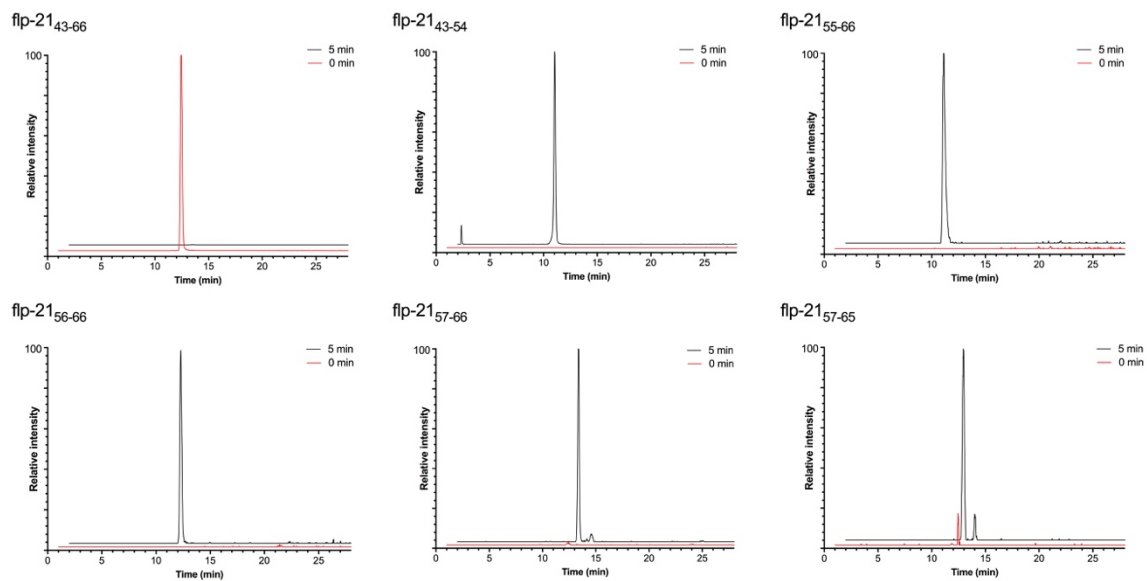 flp-21₄₃₋₆₆
100
5 min
0 min
Relative intensity
0 5 10 15 20 25
Time (min)
flp-21₄₃₋₅₄
100
5 min
0 min
Relative intensity
0 5 10 15 20 25
Time (min)
flp-21₅₅₋₆₆
100
5 min
0 min
Relative intensity
0 5 10 15 20 25
Time (min)
flp-21₅₆₋₆₆
100
5 min
0 min
Relative intensity
0 5 10 15 20 25
Time (min)
flp-21₅₇₋₆₆
100
5 min
0 min
Relative intensity
0 5 10 15 20 25
Time (min)
flp-21₅₇₋₆₅
100
5 min
0 min
Relative intensity
0 5 10 15 20 25
Time (min)